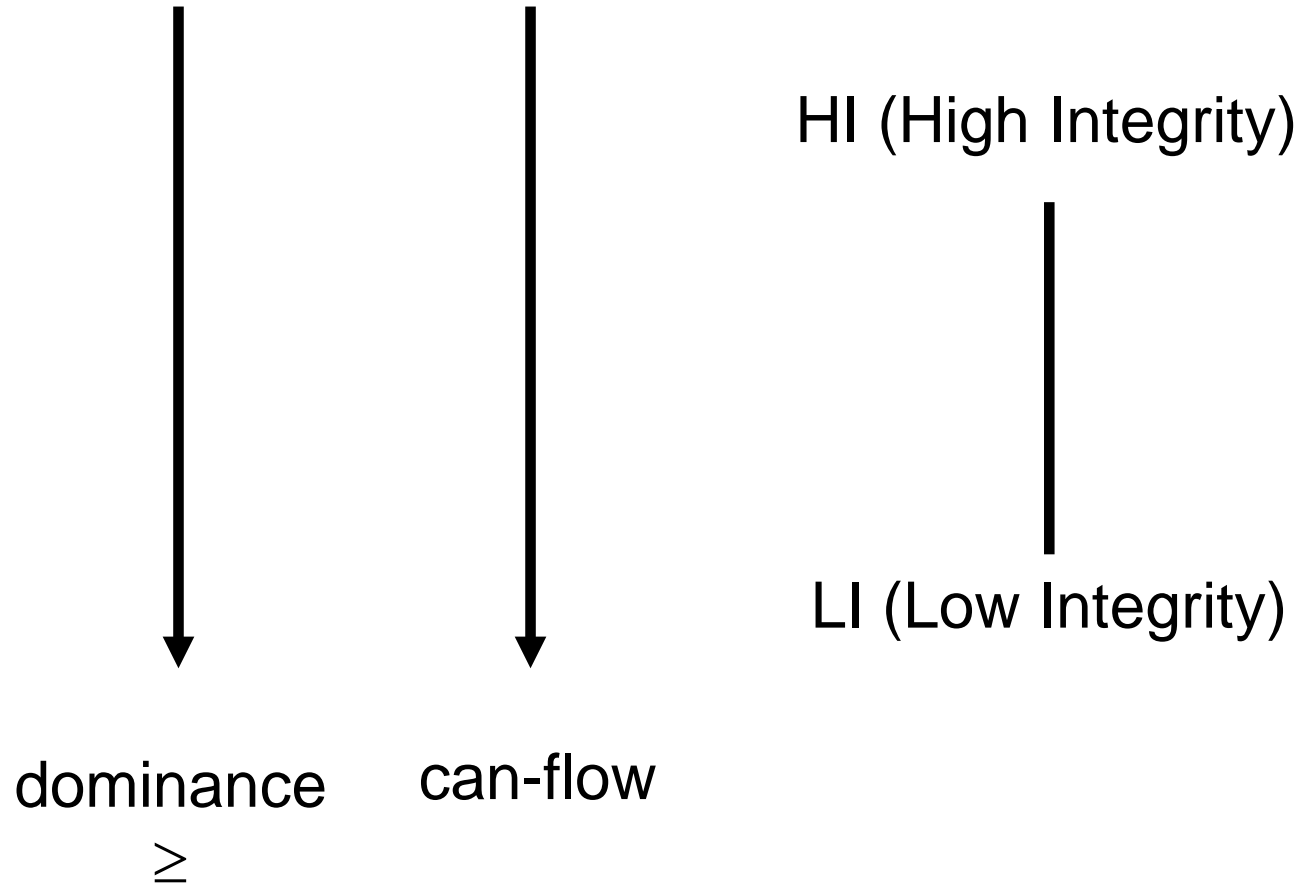 HI (High Integrity)
LI (Low Integrity)
dominance
≥
can-flow